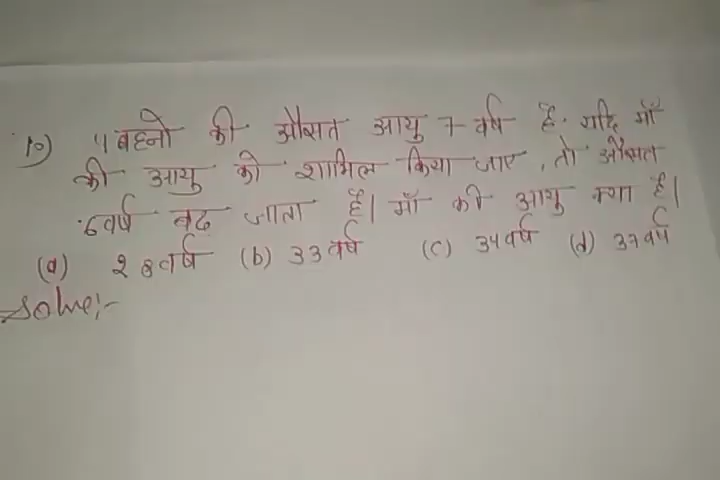 10) 4 बहनो की औसत आयु 7 वर्ष है. यदि माँ
की आयु को शामिल किया जाए, तो औसत
6 वर्ष बढ़ जाता है। माँ की आयु क्या है।
(a) 28 वर्ष (b) 33 वर्ष (c) 34 वर्ष (d) 37 वर्ष
Solve:-